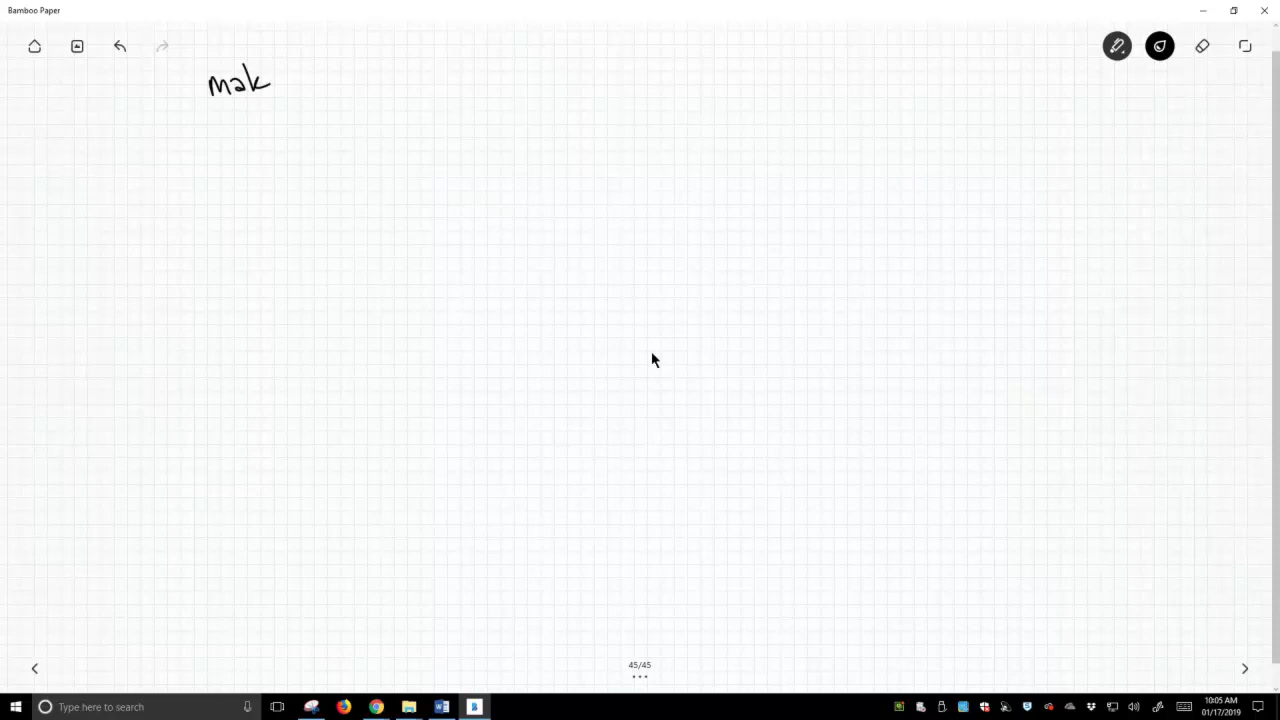 Bamboo Paper
mak
45/45
Type here to search
10:05 AM
01/17/2019